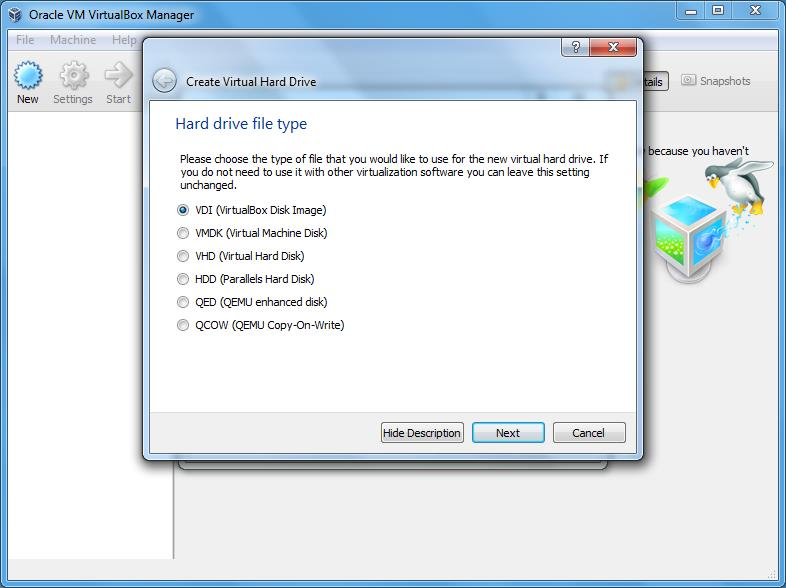 Oracle VM VirtualBox Manager
File Machine Help
New Settings Start
tails Snapshots
because you haven't
Create Virtual Hard Drive
Hard drive file type
Please choose the type of file that you would like to use for the new virtual hard drive. If
you do not need to use it with other virtualization software you can leave this setting
unchanged.
VDI (VirtualBox Disk Image)
VMDK (Virtual Machine Disk)
VHD (Virtual Hard Disk)
HDD (Parallels Hard Disk)
QED (QEMU enhanced disk)
QCOW (QEMU Copy-On-Write)
Hide Description Next Cancel